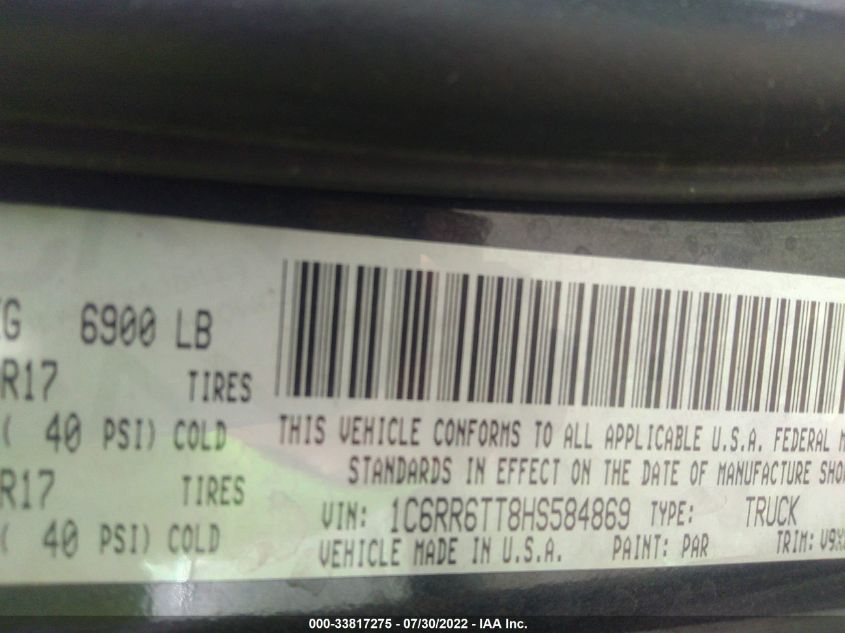 KG 6900 LB
R17 TIRES
( 40 PSI) COLD
R17 TIRES
( 40 PSI) COLD
THIS VEHICLE CONFORMS TO ALL APPLICABLE U.S.A. FEDERAL
STANDARDS IN EFFECT ON THE DATE OF MANUFACTURE
VIN: 1C6RR6TT8HS584869 TYPE: TRUCK
VEHICLE MADE IN U.S.A. PAINT: PAR TRIM:
000-33817275 - 07/30/2022 - IAA Inc.